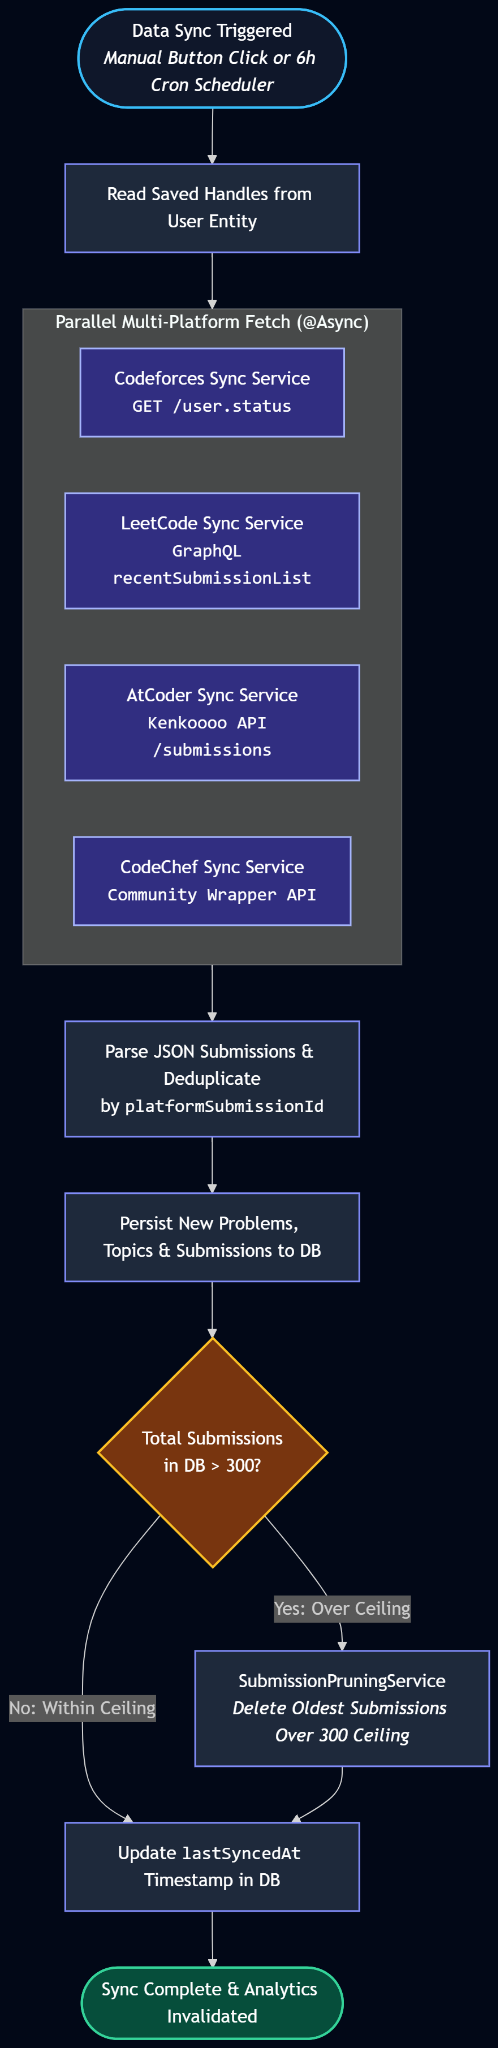 Data Sync Triggered
Manual Button Click or 6h
Cron Scheduler
Read Saved Handles from
User Entity
Parallel Multi-Platform Fetch (@Async)
Codeforces Sync Service
GET /user.status
LeetCode Sync Service
GraphQL
recentSubmissionList
AtCoder Sync Service
Kenkoooo API
/submissions
CodeChef Sync Service
Community Wrapper API
Parse JSON Submissions &
Deduplicate
by platformSubmissionId
Persist New Problems,
Topics & Submissions to DB
Total Submissions
in DB > 300?
Yes: Over Ceiling
SubmissionPruningService
Delete Oldest Submissions
Over 300 Ceiling
No: Within Ceiling
Update lastSyncedAt
Timestamp in DB
Sync Complete & Analytics
Invalidated